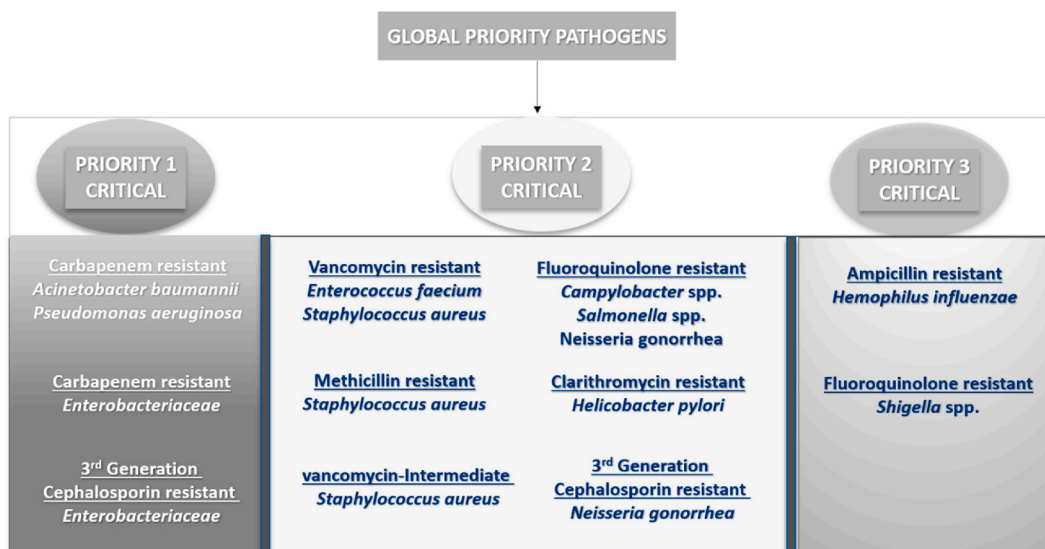 GLOBAL PRIORITY PATHOGENS
PRIORITY 1
CRITICAL
PRIORITY 2
CRITICAL
PRIORITY 3
CRITICAL
Carbapenem resistant
Acinetobacter baumannii
Pseudomonas aeruginosa
Carbapenem resistant
Enterobacteriaceae
3rd Generation
Cephalosporin resistant
Enterobacteriaceae
Vancomycin resistant
Enterococcus faecium
Staphylococcus aureus
Methicillin resistant
Staphylococcus aureus
vancomycin-Intermediate
Staphylococcus aureus
Fluoroquinolone resistant
Campylobacter spp.
Salmonella spp.
Neisseria gonorrhea
Clarithromycin resistant
Helicobacter pylori
3rd Generation
Cephalosporin resistant
Neisseria gonorrhea
Ampicillin resistant
Hemophilus influenzae
Fluoroquinolone resistant
Shigella spp.